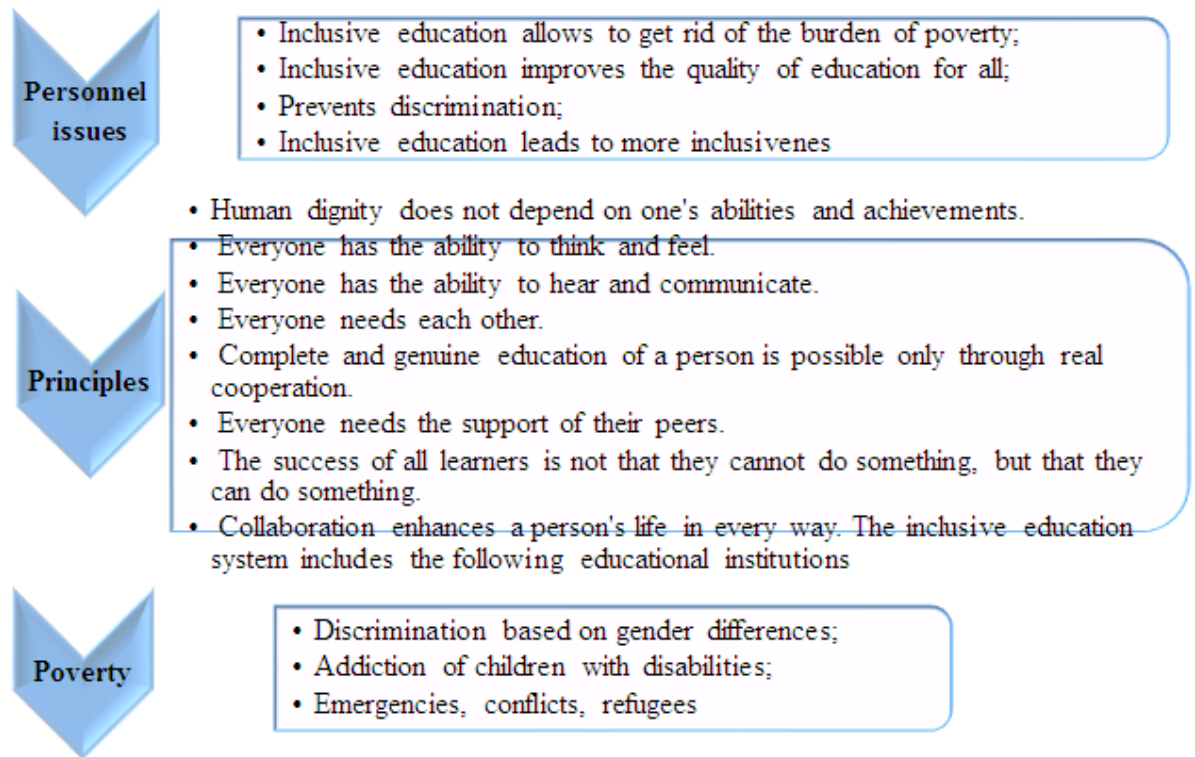 Personnel
issues
• Inclusive education allows to get rid of the burden of poverty;
• Inclusive education improves the quality of education for all;
• Prevents discrimination;
• Inclusive education leads to more inclusivenes
Principles
• Human dignity does not depend on one's abilities and achievements.
• Everyone has the ability to think and feel.
• Everyone has the ability to hear and communicate.
• Everyone needs each other.
• Complete and genuine education of a person is possible only through real
cooperation.
• Everyone needs the support of their peers.
• The success of all learners is not that they cannot do something, but that they
can do something.
• Collaboration enhances a person's life in every way. The inclusive education
system includes the following educational institutions
Poverty
• Discrimination based on gender differences;
• Addiction of children with disabilities;
• Emergencies, conflicts, refugees